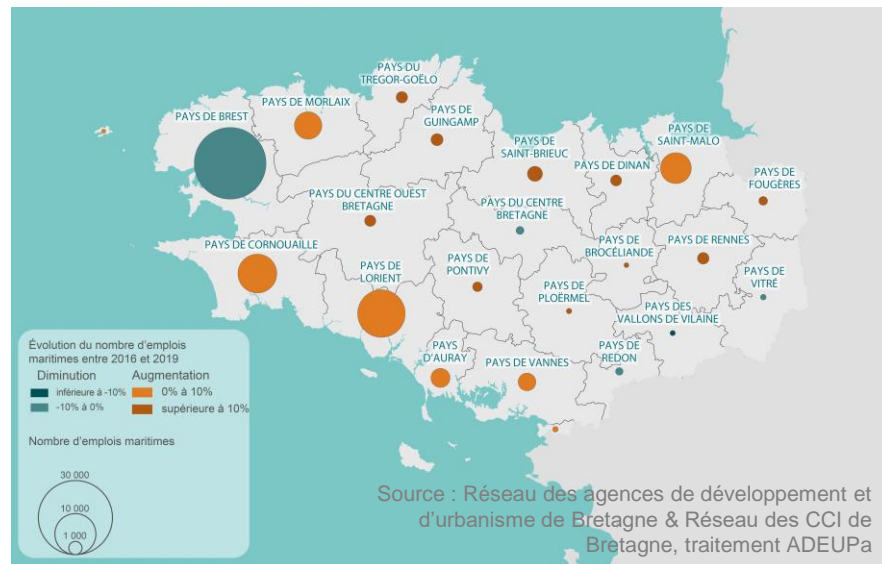 PAYS DU
TREGOR-GOËLO
PAYS DE MORLAIX
PAYS DE BREST
PAYS DE
GUINGAMP
PAYS DE
SAINT-BRIEUC
PAYS DE DINAN
PAYS DE
SAINT-MALO
PAYS DE
FOUGÈRES
PAYS DU CENTRE OUEST
BRETAGNE
PAYS DU CENTRE
BRETAGNE
PAYS DE CORNOUAILLE
PAYS DE
LORIENT
PAYS DE
PONTIVY
PAYS DE
BROCÉLIANDE
PAYS DE RENNES
PAYS DE
PLOËRMEL
PAYS DE
VITRÉ
PAYS DES
VALLONS DE VILAINE
PAYS
D'AURAY
PAYS DE VANNES
PAYS DE
REDON
Évolution du nombre d'emplois
maritimes entre 2016 et 2019
Diminution Augmentation
inférieure à -10% 0% à 10%
-10% à 0% supérieure à 10%
Nombre d'emplois maritimes
30 000
10 000
1 000
Source : Réseau des agences de développement et
d'urbanisme de Bretagne & Réseau des CCI de
Bretagne, traitement ADEUPa